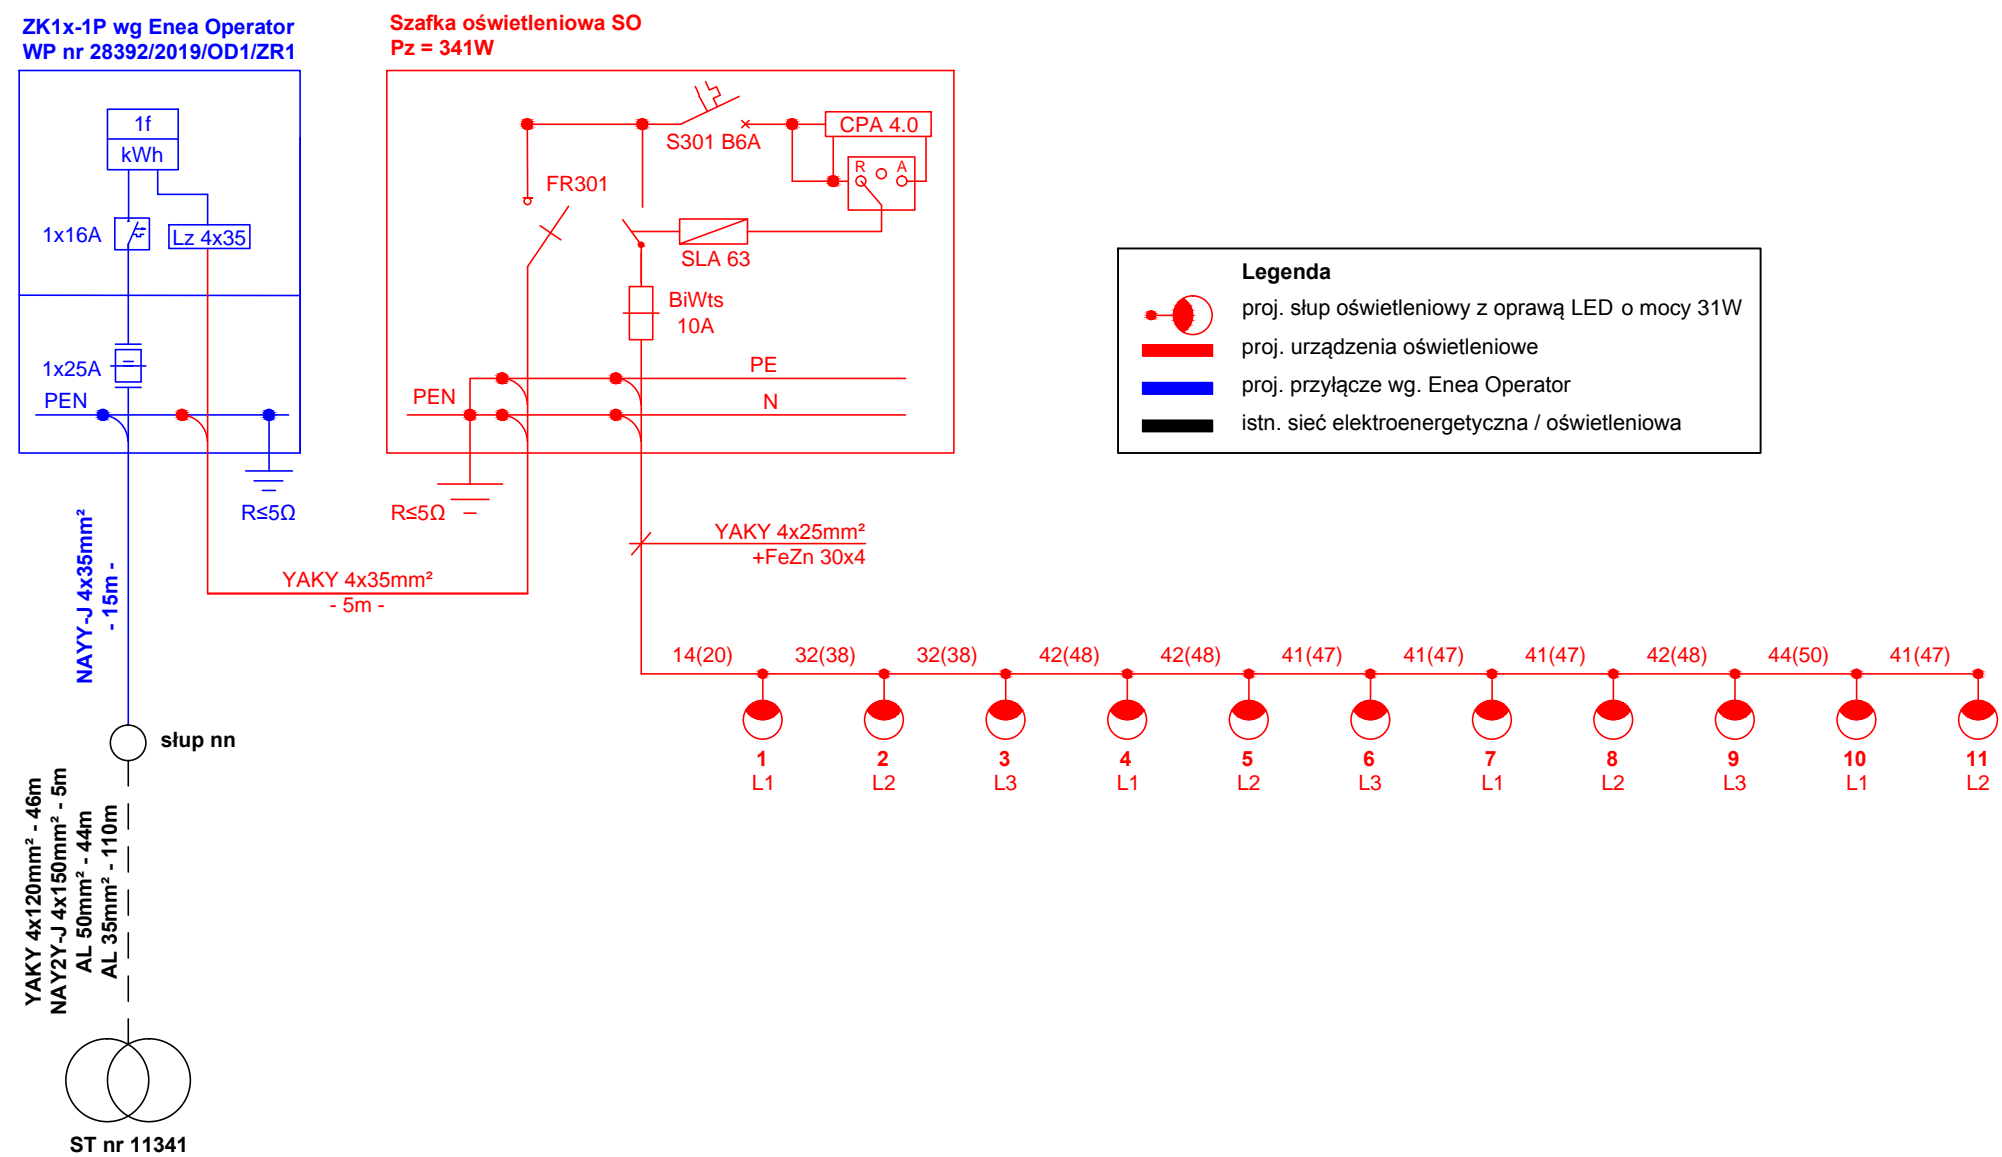 ZK1x-1P wg Enea Operator
WP nr 28392/2019/OD1/ZR1
1f
kWh
1x16A
Lz 4x35
1x25A
PEN
R≤5Ω
NAYY-J 4x35mm²
- 15m -
słup nn
YAKY 4x120mm² - 46m
NAY2Y-J 4x150mm² - 5m
AL 50mm² - 44m
AL 35mm² - 110m
ST nr 11341
Szafka oświetleniowa SO
Pz = 341W
S301 B6A
CPA 4.0
R A
FR301
SLA 63
BiWts
10A
PE
PEN
N
R≤5Ω
YAKY 4x35mm²
- 5m -
YAKY 4x25mm²
+FeZn 30x4
Legenda
proj. słup oświetleniowy z oprawą LED o mocy 31W
proj. urządzenia oświetleniowe
proj. przyłącze wg. Enea Operator
istn. sieć elektroenergetyczna / oświetleniowa
14(20) 32(38) 32(38) 42(48) 42(48) 41(47) 41(47) 41(47) 42(48) 44(50) 41(47)
1 2 3 4 5 6 7 8 9 10 11
L1 L2 L3 L1 L2 L3 L1 L2 L3 L1 L2